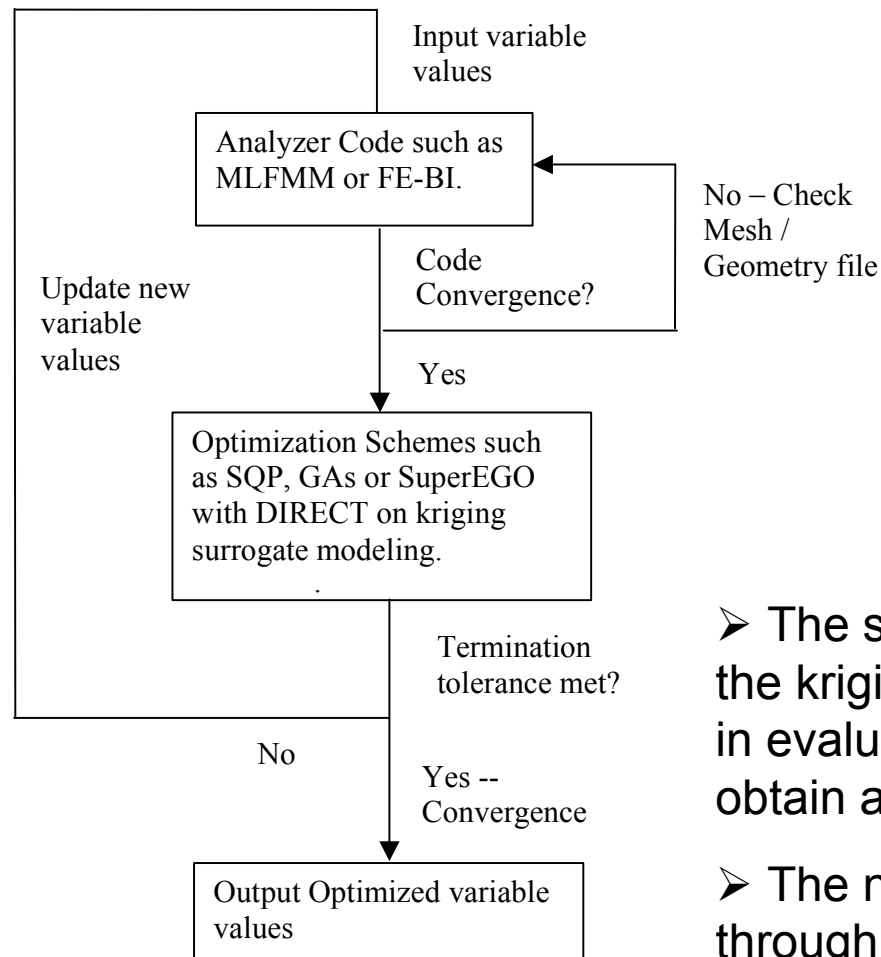 Input variable
values
Analyzer Code such as
MLFMM or FE-BI.
No – Check
Mesh /
Geometry file
Code
Convergence?
Update new
variable
values
Yes
Optimization Schemes such
as SQP, GAs or SuperEGO
with DIRECT on kriging
surrogate modeling.
.
Termination
tolerance met?
No
Yes --
Convergence
Output Optimized variable
values
➢ The s
the krigi
in evalu
obtain a
➢ The n
through